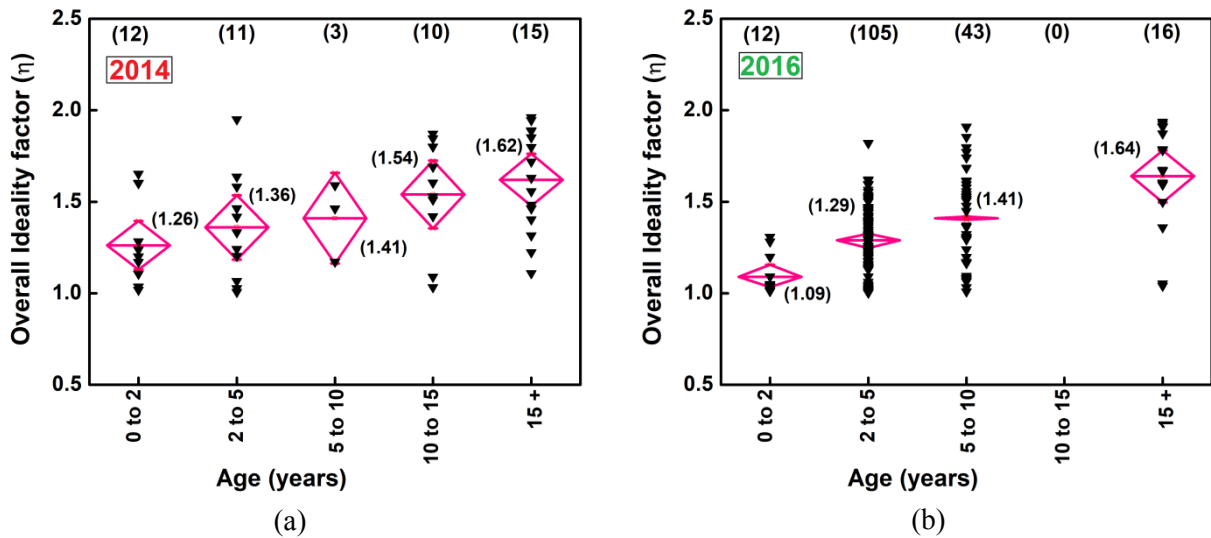 2.5
2.0
1.5
1.0
0.5
Overall Ideality factor (η)
(12) (11) (3) (10) (15)
2014
(1.26)
(1.36)
(1.41)
(1.54)
(1.62)
0 to 2
2 to 5
5 to 10
10 to 15
15 +
Age (years)
(a)
2.5
2.0
1.5
1.0
0.5
Overall Ideality factor (η)
(12) (105) (43) (0) (16)
2016
(1.09)
(1.29)
(1.41)
(1.64)
0 to 2
2 to 5
5 to 10
10 to 15
15 +
Age (years)
(b)